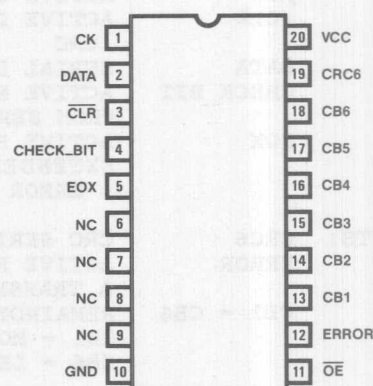 CK 1 20 VCC
DATA 2 19 CRC6
CLR 3 18 CB6
CHECK_BIT 4 17 CB5
EOX 5 16 CB4
NC 6 15 CB3
NC 7 14 CB2
NC 8 13 CB1
NC 9 12 ERROR
GND 10 11 OE